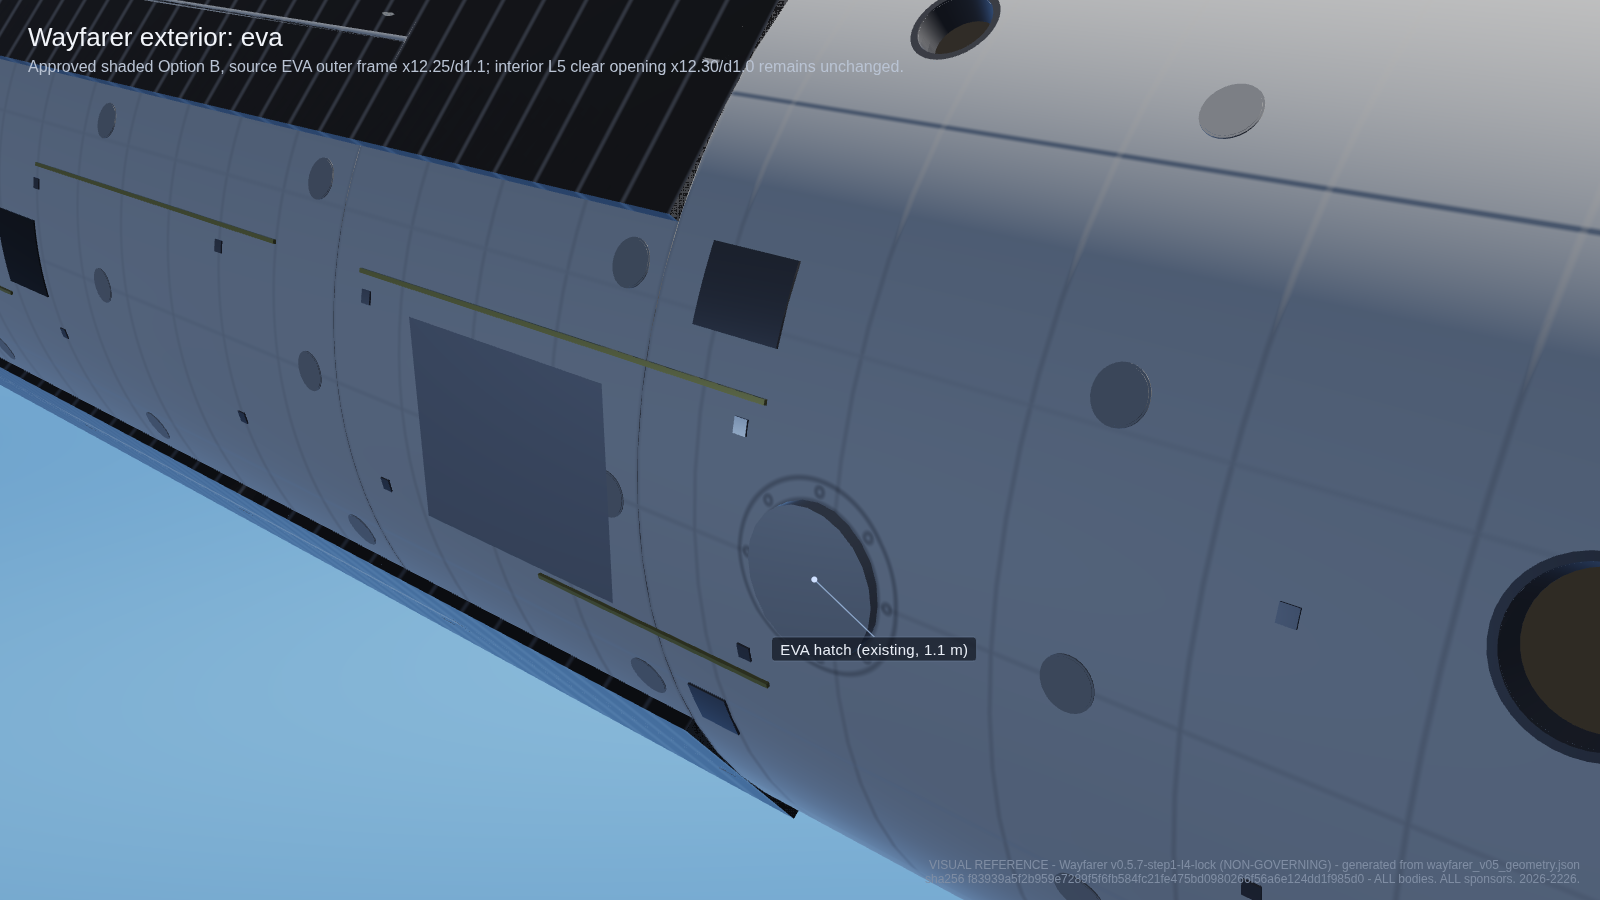 Wayfarer exterior: eva
Approved shaded Option B, source EVA outer frame x12.25/d1.1; interior L5 clear opening x12.30/d1.0 remains unchanged.
EVA hatch (existing, 1.1 m)
VISUAL REFERENCE - Wayfarer v0.5.7-step1-l4-lock (NON-GOVERNING) - generated from wayfarer_v05_geometry.json
sha256 f83939a5f2b959e7289f5f6fb584fc21fe475bd0980266f56a6e124dd1f985d0 - ALL bodies. ALL sponsors. 2026-2226.